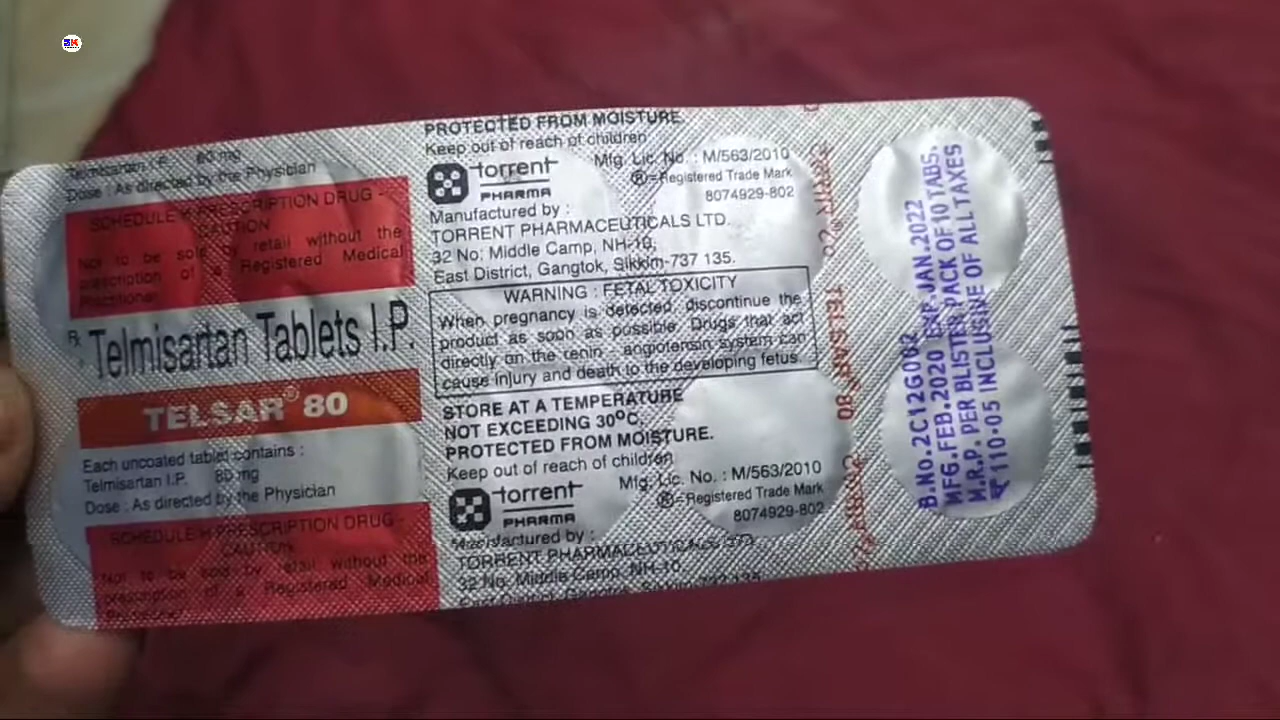 Telmisartan I.P. 80 mg
Dose : As directed by the Physician
SCHEDULE H PRESCRIPTION DRUG -
CAUTION
Not to be sold by retail without the
prescription of a Registered Medical
Practitioner
Rx
Telmisartan Tablets I.P.
TELSAR® 80
Each uncoated tablet contains :
Telmisartan I.P. 80 mg
Dose : As directed by the Physician
SCHEDULE H PRESCRIPTION DRUG -
CAUTION
Not to be sold by retail without the
prescription of a Registered Medical
PROTECTED FROM MOISTURE.
Keep out of reach of children
torrent
PHARMA
Mfg. Lic. No. : M/563/2010
®=Registered Trade Mark
8074929-802
Manufactured by :
TORRENT PHARMACEUTICALS LTD.
32 No. Middle Camp, NH-10,
East District, Gangtok, Sikkim-737 135.
WARNING : FETAL TOXICITY
When pregnancy is detected, discontinue the
product as soon as possible. Drugs that act
directly on the renin - angiotensin system can
cause injury and death to the developing fetus.
STORE AT A TEMPERATURE
NOT EXCEEDING 30°C,
PROTECTED FROM MOISTURE.
Keep out of reach of children
torrent
PHARMA
Mfg. Lic. No. : M/563/2010
®=Registered Trade Mark
8074929-802
Manufactured by :
TORRENT PHARMACEUTICALS LTD.
32 No. Middle Camp, NH-10,
East District, Gangtok, Sikkim-737 135.
TELSAR 80
B.No.2C12G002
MFG.FEB.2020 EXP.JAN.2022
M.R.P. PER BLISTER PACK OF 10 TABS.
₹ 110-05 INCLUSIVE OF ALL TAXES